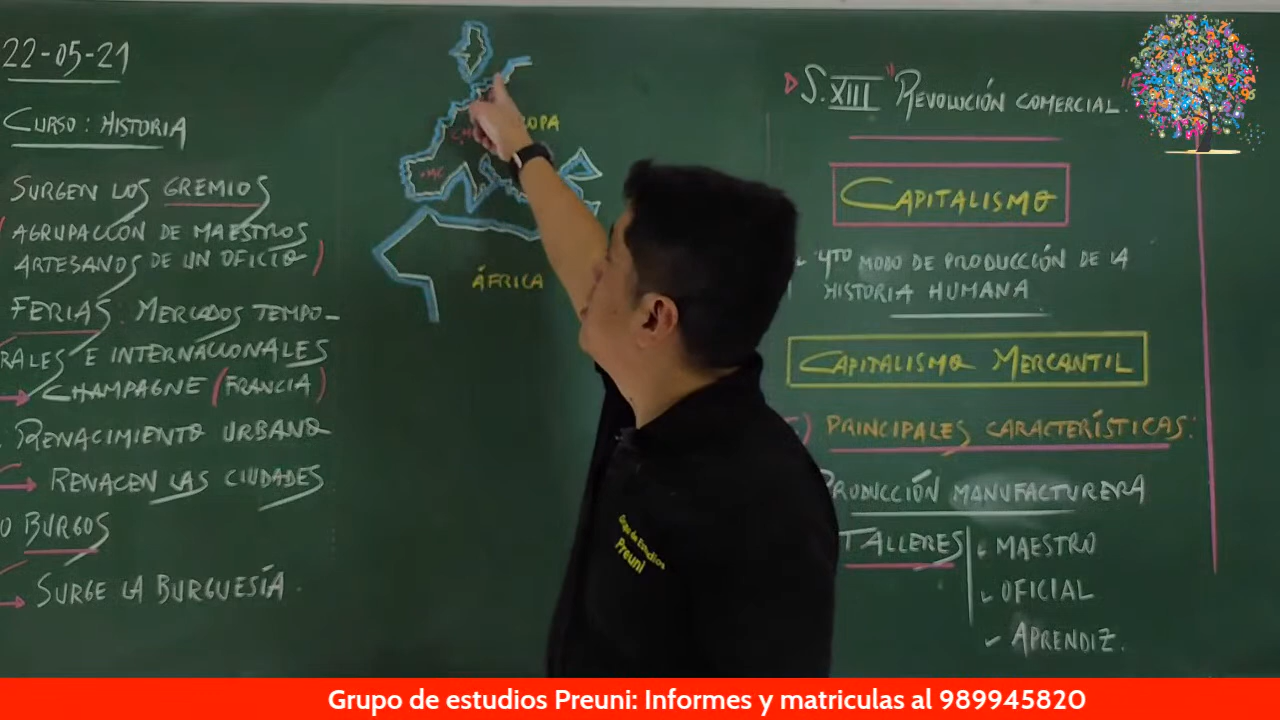 22-05-21
CURSO: HISTORIA
SURGEN LOS GREMIOS
AGRUPACIÓN DE MAESTROS
ARTESANOS DE UN OFICIO)
FERIAS: MERCADOS TEMPO-
RALES E INTERNACIONALES
→ CHAMPAGNE (FRANCIA)
RENACIMIENTO URBANO
→ RENACEN LAS CIUDADES
O BURGOS
→ SURGE LA BURGUESÍA.
OPA
MC
ÁFRICA
S. XIII "REVOLUCIÓN COMERCIAL"
CAPITALISMO
4TO MODO DE PRODUCCIÓN DE LA
HISTORIA HUMANA
CAPITALISMO MERCANTIL
) PRINCIPALES CARACTERÍSTICAS:
PRODUCCIÓN MANUFACTURERA
TALLERES
MAESTRO
OFICIAL
APRENDIZ.
Grupo de Estudios
Preuni
Grupo de estudios Preuni: Informes y matriculas al 989945820